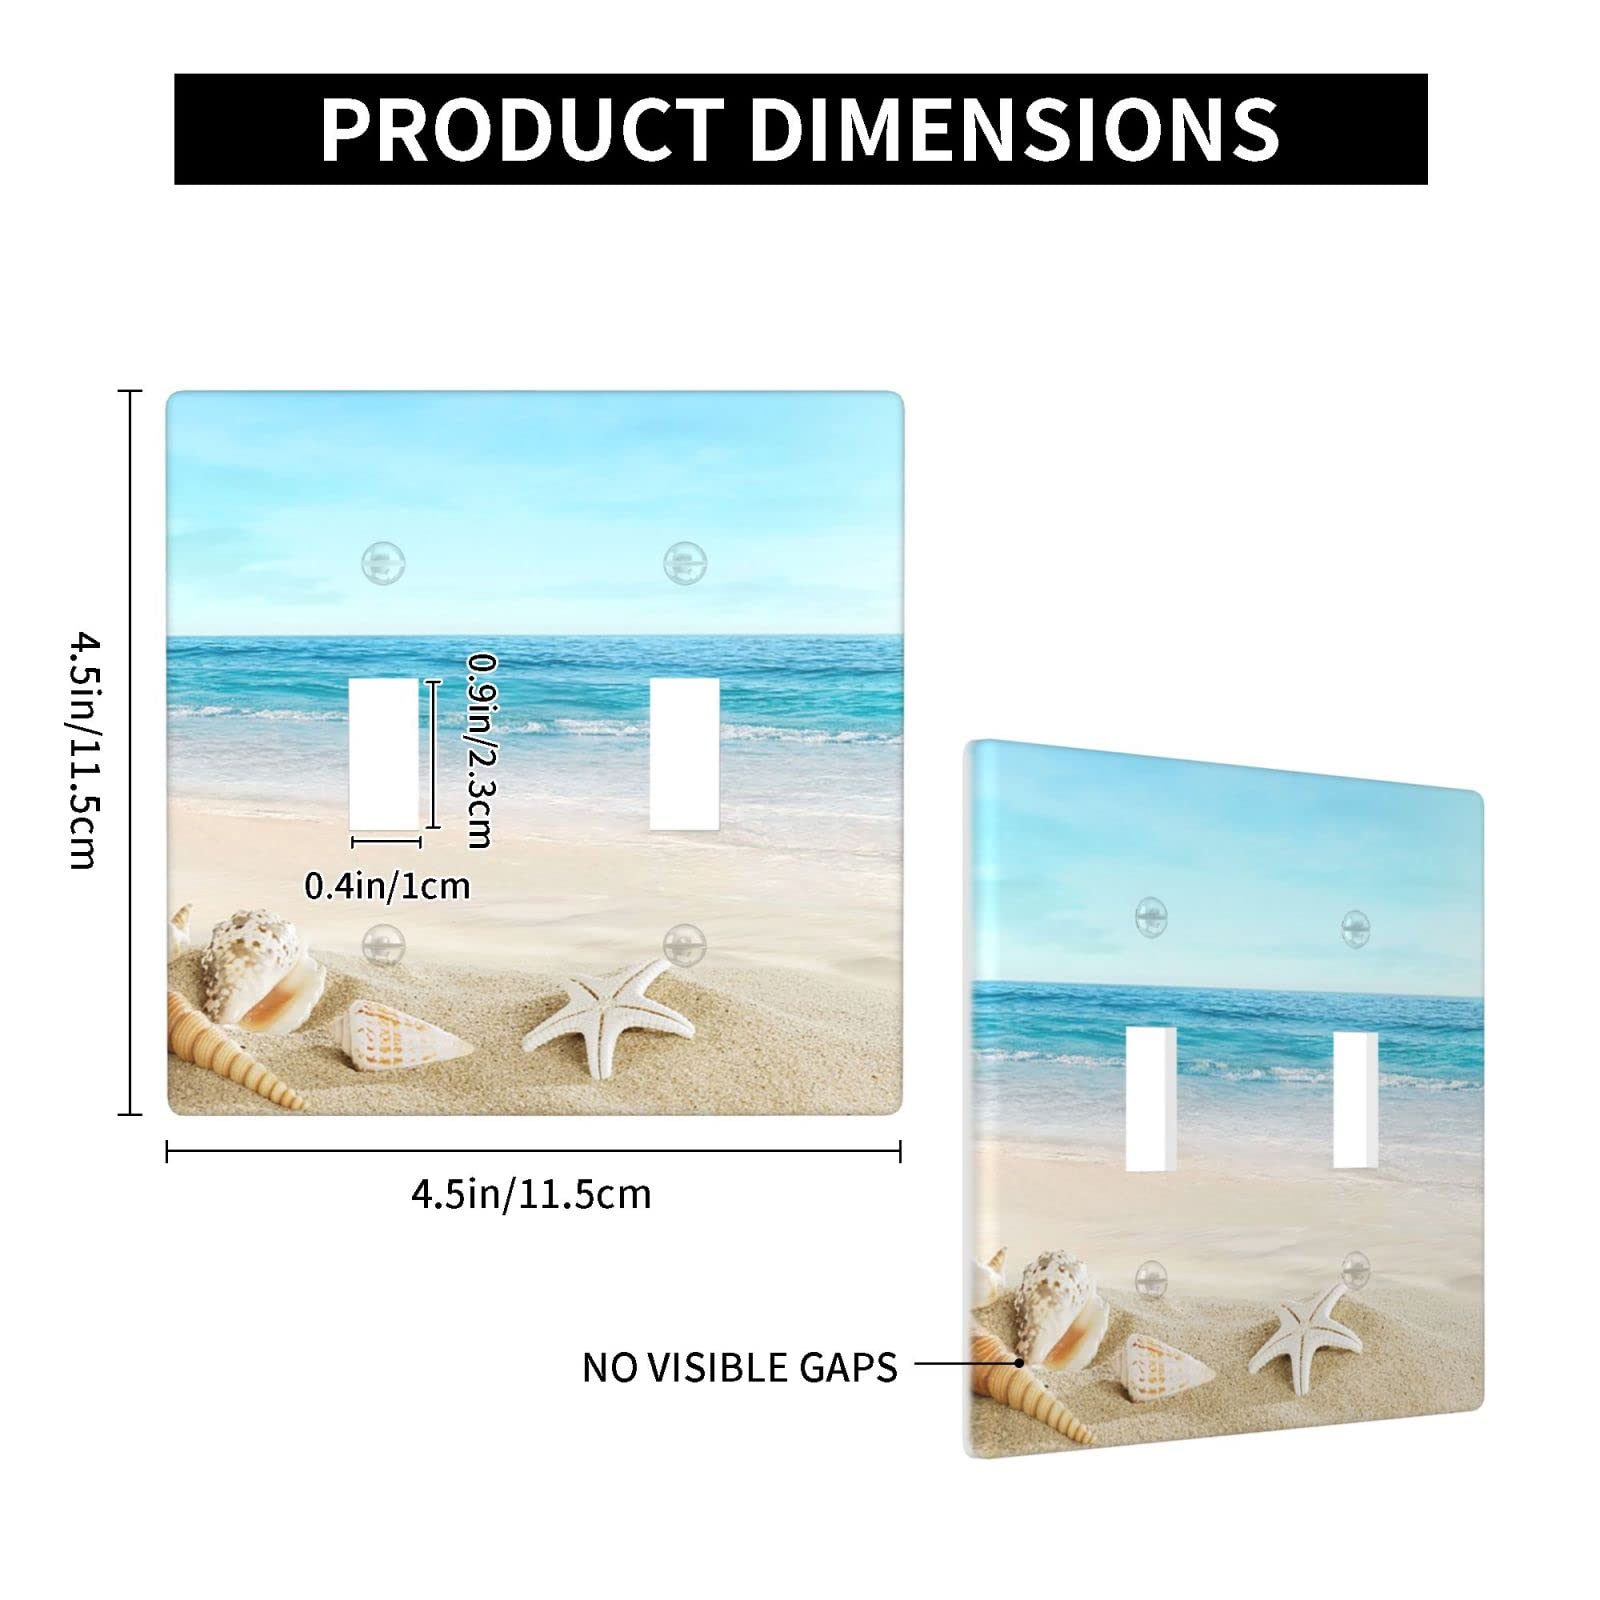 PRODUCT DIMENSIONS
4.5in/11.5cm
0.9in/2.3cm
0.4in/1cm
4.5in/11.5cm
NO VISIBLE GAPS